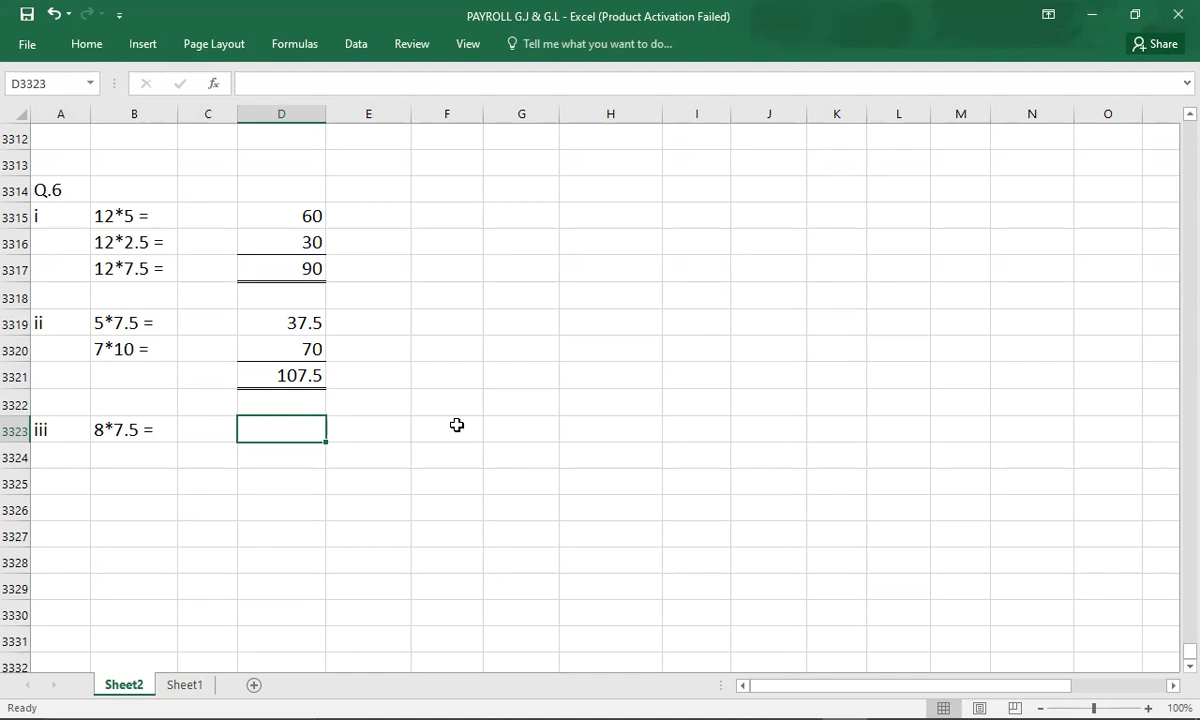 PAYROLL G.J & G.L - Excel (Product Activation Failed)
File Home Insert Page Layout Formulas Data Review View Tell me what you want to do... Share
D3323 fx
A B C D E F G H I J K L M N O
3312
3313
3314 Q.6
3315 i 12*5 = 60
3316 12*2.5 = 30
3317 12*7.5 = 90
3318
3319 ii 5*7.5 = 37.5
3320 7*10 = 70
3321 107.5
3322
3323 iii 8*7.5 =
3324
3325
3326
3327
3328
3329
3330
3331
3332
Sheet2 Sheet1
Ready 100%